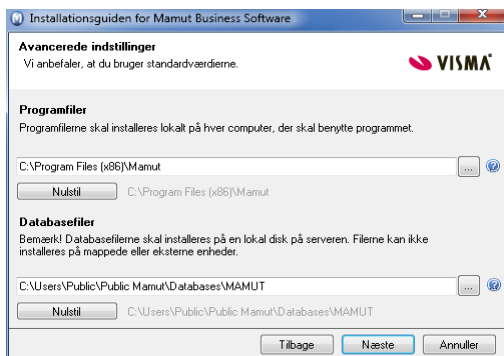 Installationsguiden for Mamut Business Software
Avancerede indstillinger
Vi anbefaler, at du bruger standardværdierne.
VISMA
Programfiler
Programfilerne skal installeres lokalt på hver computer, der skal benytte programmet.
C:\Program Files (x86)\Mamut
...
Nulstil
C:\Program Files (x86)\Mamut
Databasefiler
Bemærk! Databasefilerne skal installeres på en lokal disk på serveren. Filerne kan ikke
installeres på mappede eller eksterne enheder.
C:\Users\Public\Public Mamut\Databases\MAMUT
...
Nulstil
C:\Users\Public\Public Mamut\Databases\MAMUT
Tilbage
Næste
Annuller